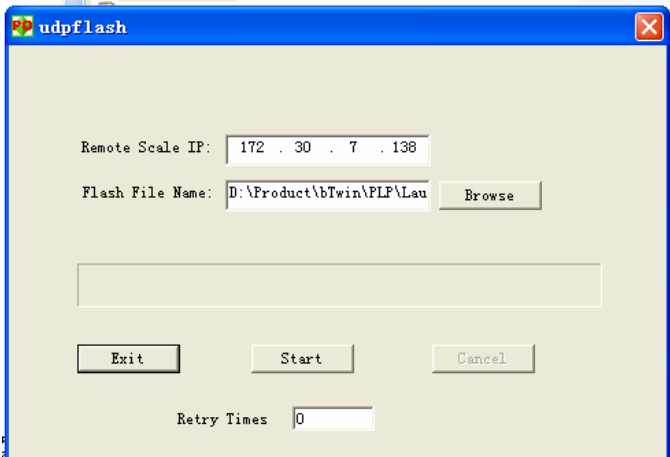 udpflash
Remote Scale IP: 172 . 30 . 7 . 138
Flash File Name: D:\Product\bTwin\PLP\Lau Browse
Exit Start Cancel
Retry Times 0